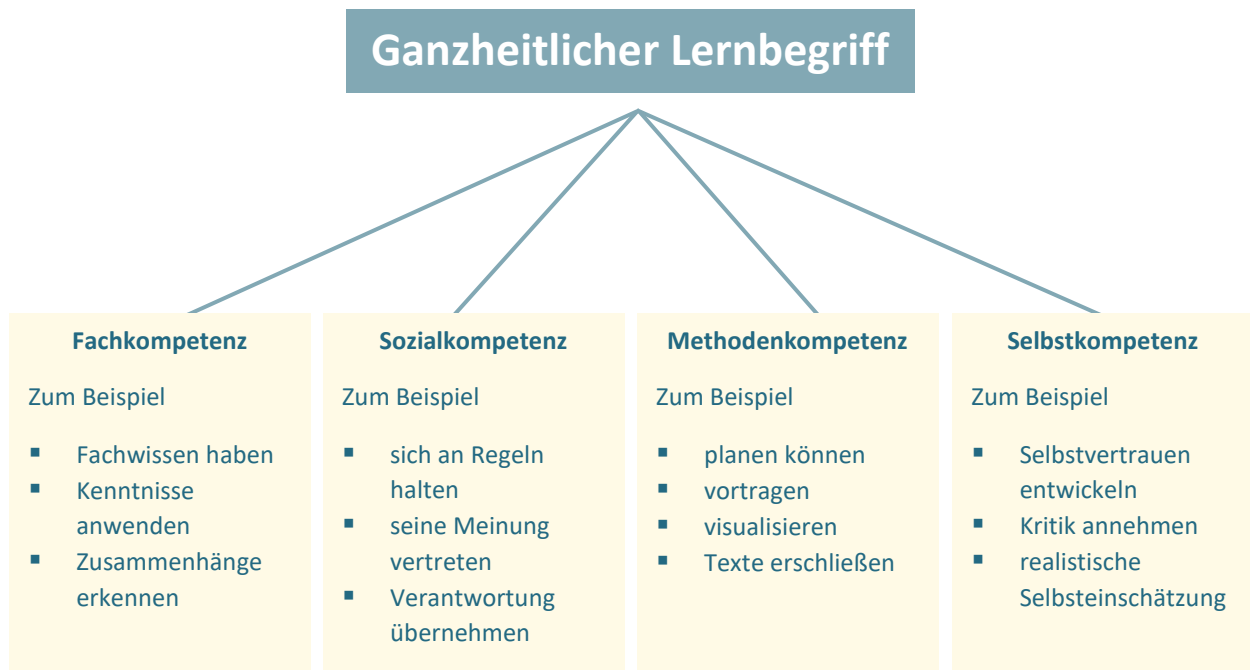 Ganzheitlicher Lernbegriff
Fachkompetenz
Zum Beispiel
▪ Fachwissen haben
▪ Kenntnisse
anwenden
▪ Zusammenhänge
erkennen
Sozialkompetenz
Zum Beispiel
▪ sich an Regeln
halten
▪ seine Meinung
vertreten
▪ Verantwortung
übernehmen
Methodenkompetenz
Zum Beispiel
▪ planen können
▪ vortragen
▪ visualisieren
▪ Texte erschließen
Selbstkompetenz
Zum Beispiel
▪ Selbstvertrauen
entwickeln
▪ Kritik annehmen
▪ realistische
Selbsteinschätzung